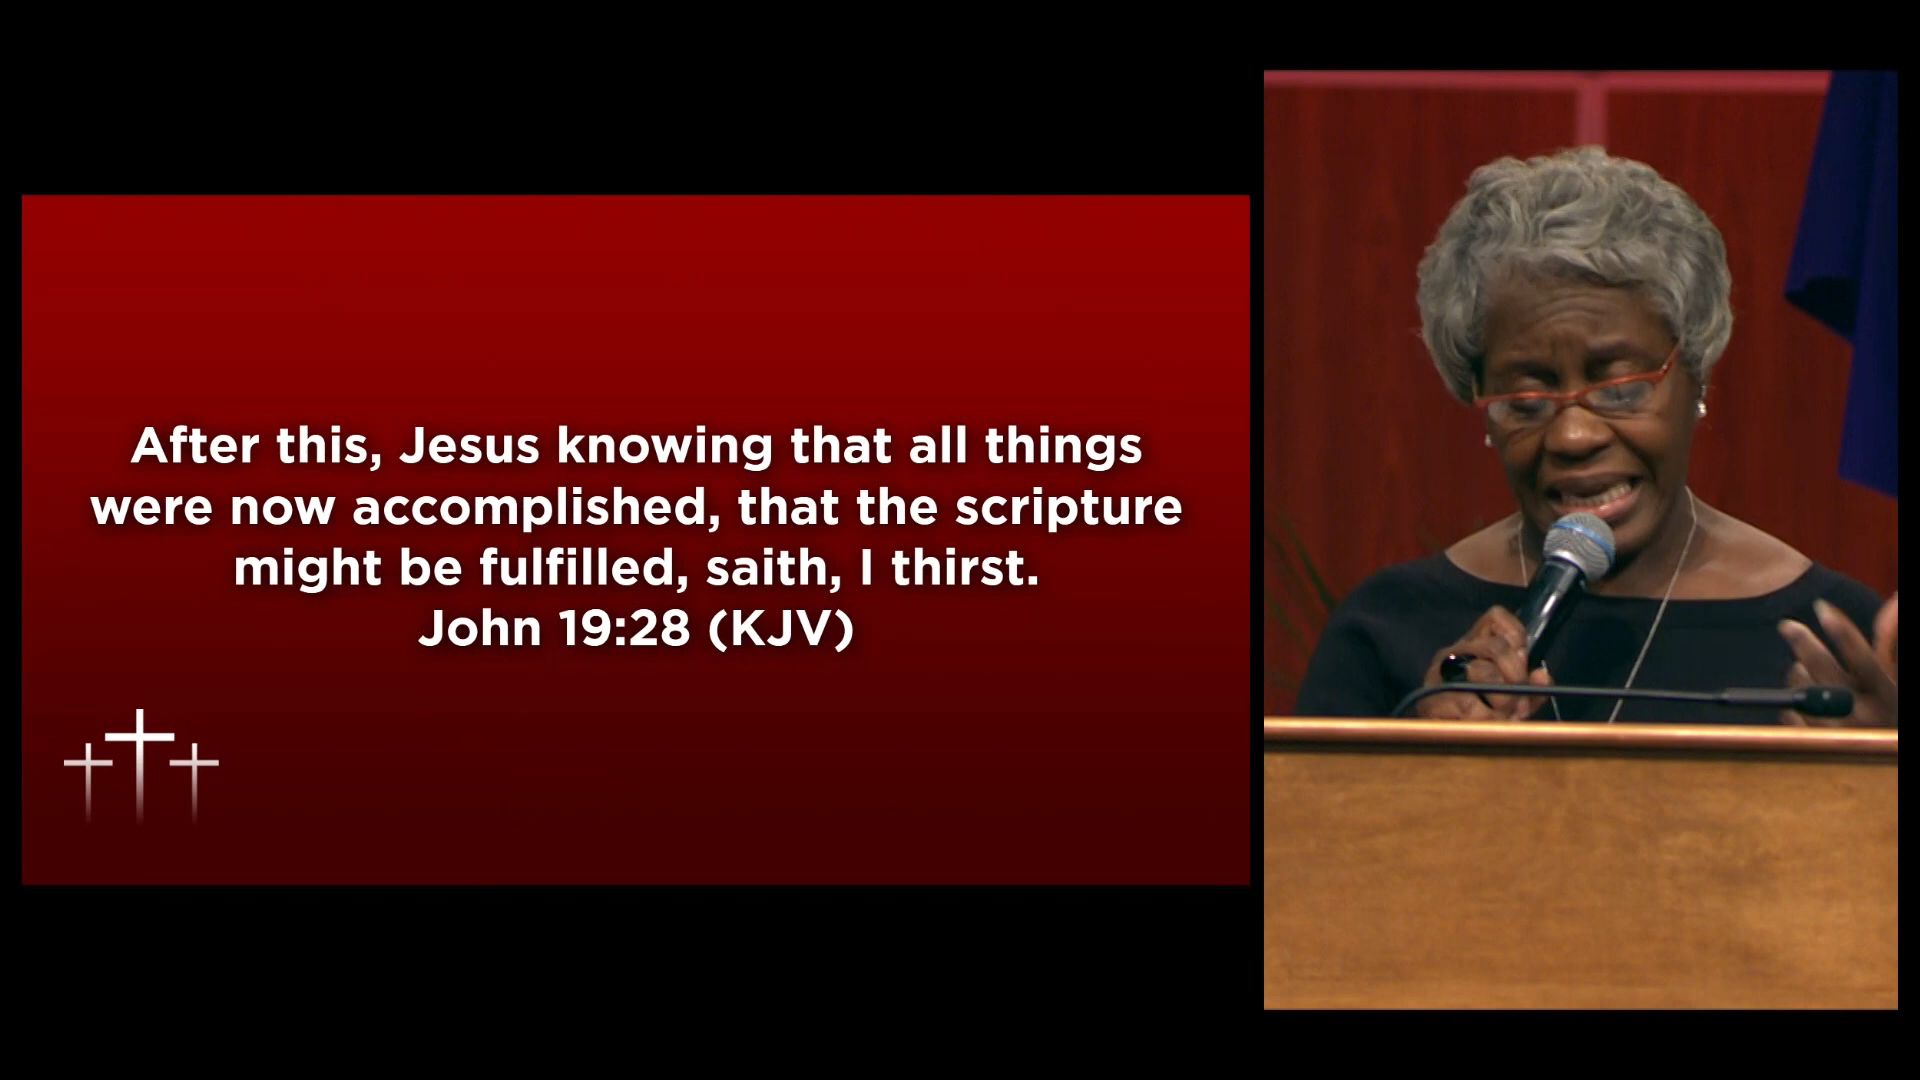 After this, Jesus knowing that all things
were now accomplished, that the scripture
might be fulfilled, saith, I thirst.
John 19:28 (KJV)